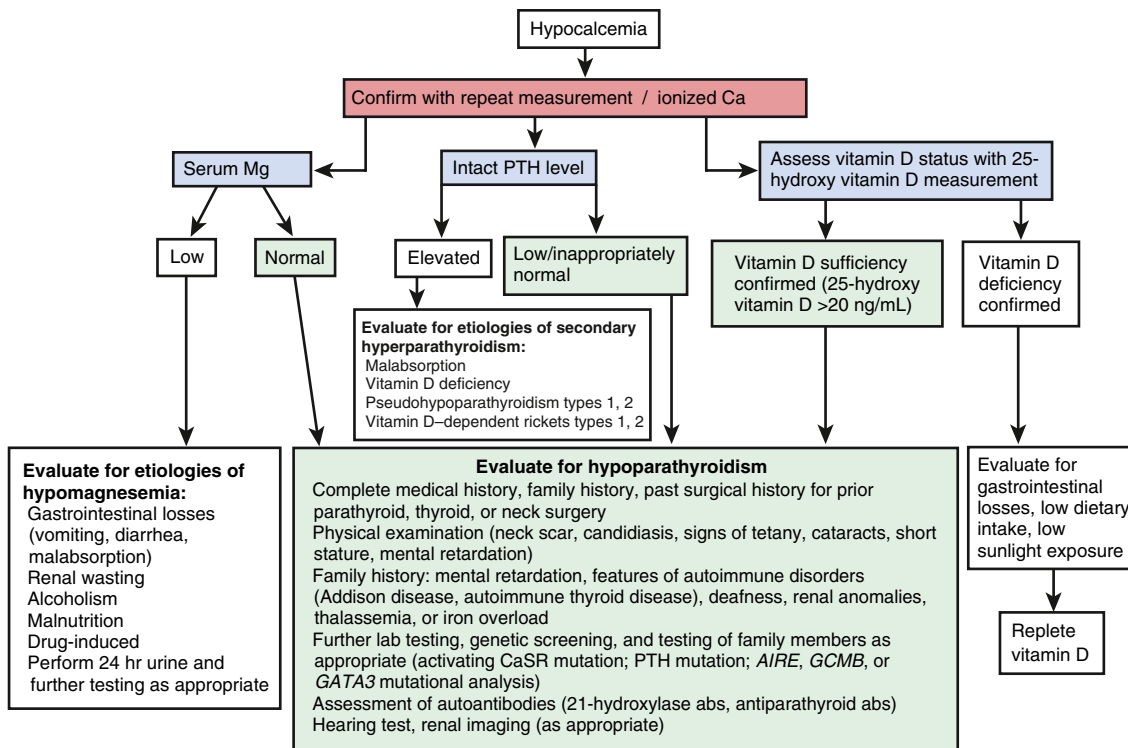 Hypocalcemia
Confirm with repeat measurement / ionized Ca
Serum Mg
Intact PTH level
Assess vitamin D status with 25-
hydroxy vitamin D measurement
Low
Normal
Elevated
Low/inappropriately
normal
Vitamin D sufficiency
confirmed (25-hydroxy
vitamin D >20 ng/mL)
Vitamin D
deficiency
confirmed
Evaluate for etiologies of secondary
hyperparathyroidism:
Malabsorption
Vitamin D deficiency
Pseudohypoparathyroidism types 1, 2
Vitamin D–dependent rickets types 1, 2
Evaluate for etiologies of
hypomagnesemia:
Gastrointestinal losses
(vomiting, diarrhea,
malabsorption)
Renal wasting
Alcoholism
Malnutrition
Drug-induced
Perform 24 hr urine and
further testing as appropriate
Evaluate for hypoparathyroidism
Complete medical history, family history, past surgical history for prior
parathyroid, thyroid, or neck surgery
Physical examination (neck scar, candidiasis, signs of tetany, cataracts, short
stature, mental retardation)
Family history: mental retardation, features of autoimmune disorders
(Addison disease, autoimmune thyroid disease), deafness, renal anomalies,
thalassemia, or iron overload
Further lab testing, genetic screening, and testing of family members as
appropriate (activating CaSR mutation; PTH mutation; AIRE, GCMB, or
GATA3 mutational analysis)
Assessment of autoantibodies (21-hydroxylase abs, antiparathyroid abs)
Hearing test, renal imaging (as appropriate)
Evaluate for
gastrointestinal
losses, low dietary
intake, low
sunlight exposure
Replete
vitamin D